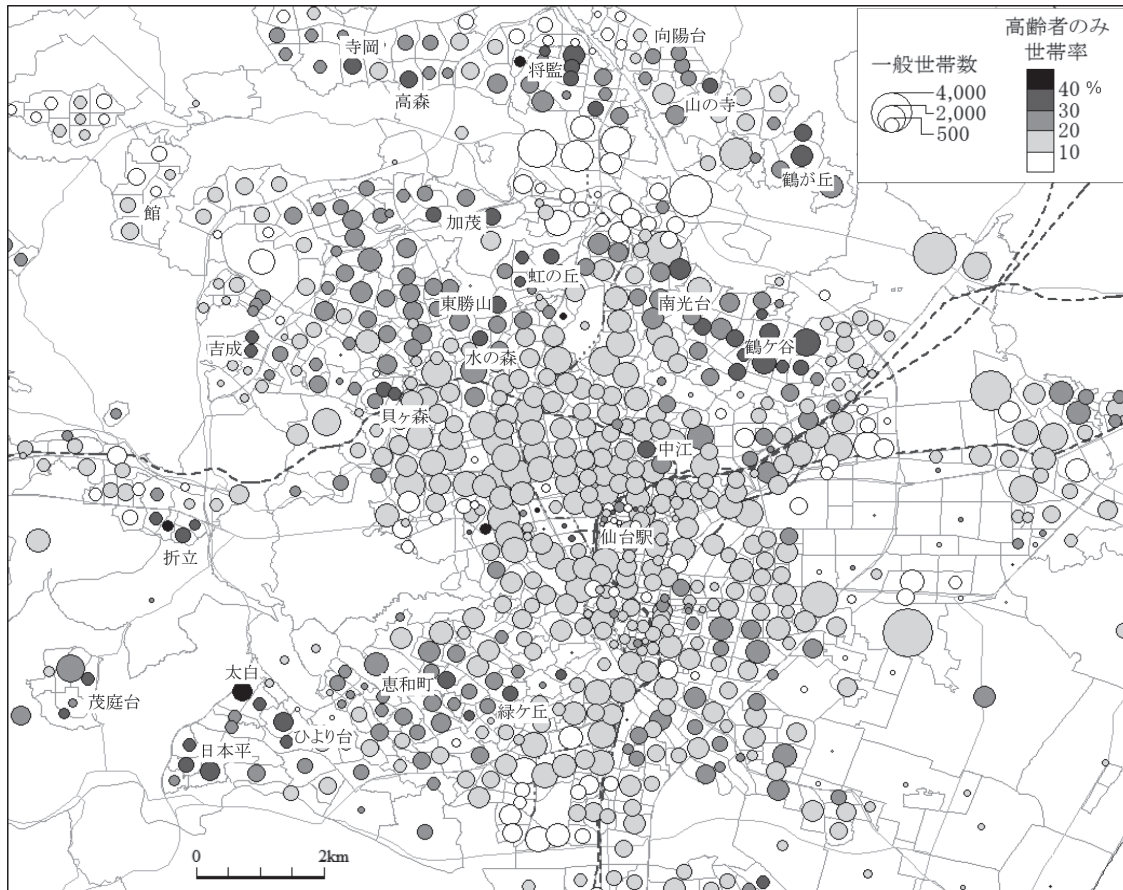 寺岡
向陽台
将監
高森
山の寺
鶴が丘
館
加茂
虹の丘
東勝山
南光台
吉成
水の森
鶴ケ谷
貝ヶ森
中江
仙台駅
折立
太白
恵和町
茂庭台
緑ケ丘
ひより台
日本平
一般世帯数
4,000
2,000
500
高齢者のみ
世帯率
40 %
30
20
10
0 2km